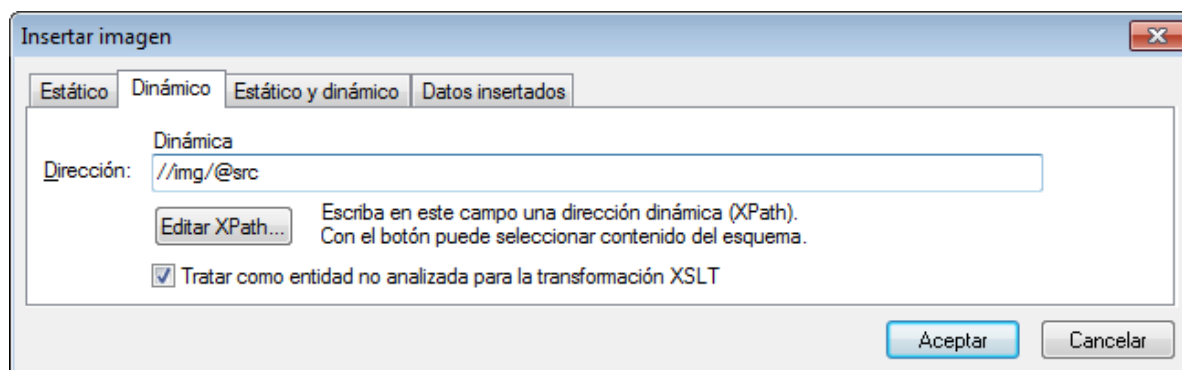 Insertar imagen
Estático Dinámico Estático y dinámico Datos insertados
Dinámica
Dirección: //img/@src
Editar XPath... Escriba en este campo una dirección dinámica (XPath).
Con el botón puede seleccionar contenido del esquema.
Tratar como entidad no analizada para la transformación XSLT
Aceptar Cancelar